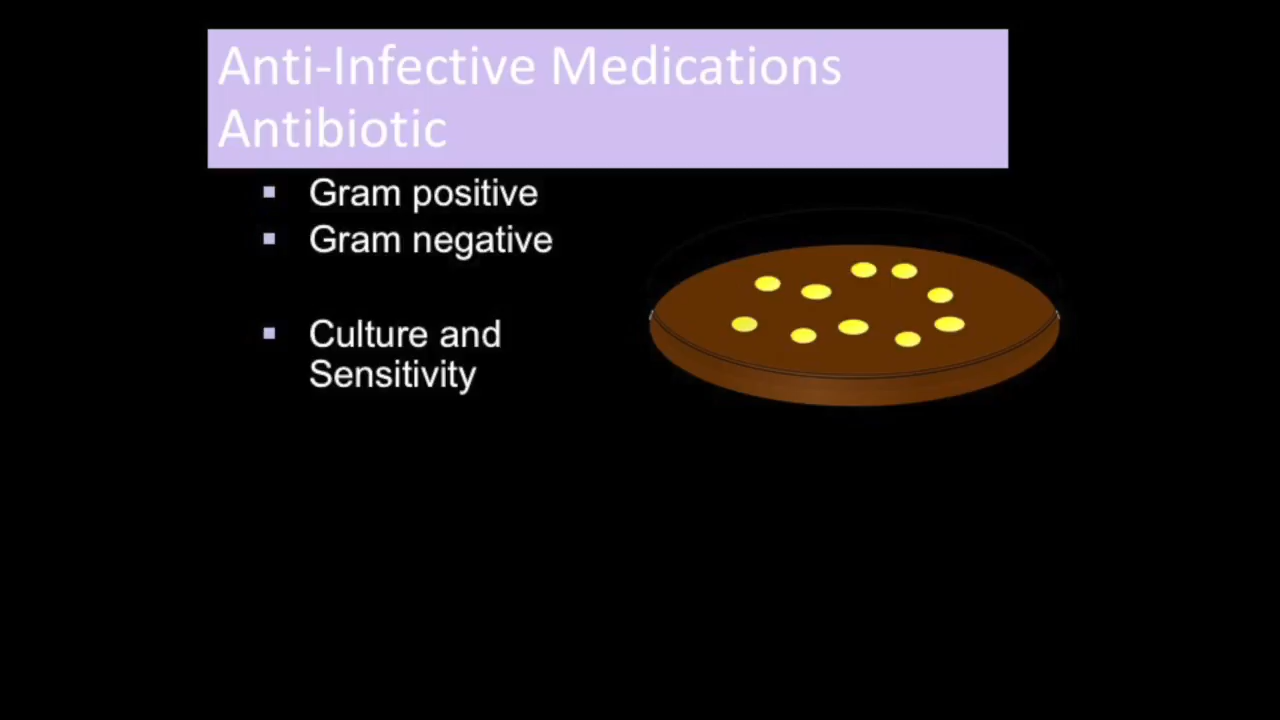 Anti-Infective Medications
Antibiotic
Gram positive
Gram negative
Culture and
Sensitivity